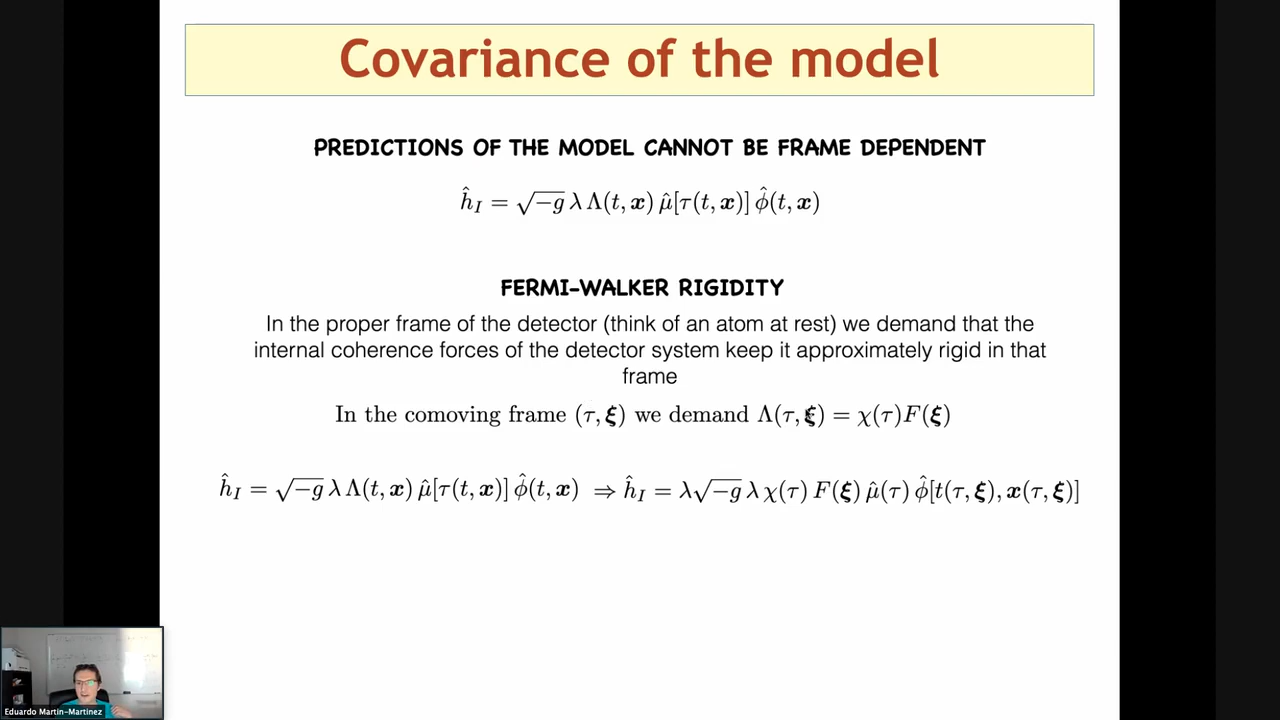 Covariance of the model
PREDICTIONS OF THE MODEL CANNOT BE FRAME DEPENDENT
ĥ_I = √−g λ Λ(t, x) μ̂[τ(t, x)] ϕ̂(t, x)
FERMI-WALKER RIGIDITY
In the proper frame of the detector (think of an atom at rest) we demand that the
internal coherence forces of the detector system keep it approximately rigid in that
frame
In the comoving frame (τ, ξ) we demand Λ(τ, ξ) = χ(τ)F(ξ)
ĥ_I = √−g λ Λ(t, x) μ̂[τ(t, x)] ϕ̂(t, x) ⇒ ĥ_I = λ√−g λ χ(τ) F(ξ) μ̂(τ) ϕ̂[t(τ, ξ), x(τ, ξ)]
Eduardo Martin-Martinez